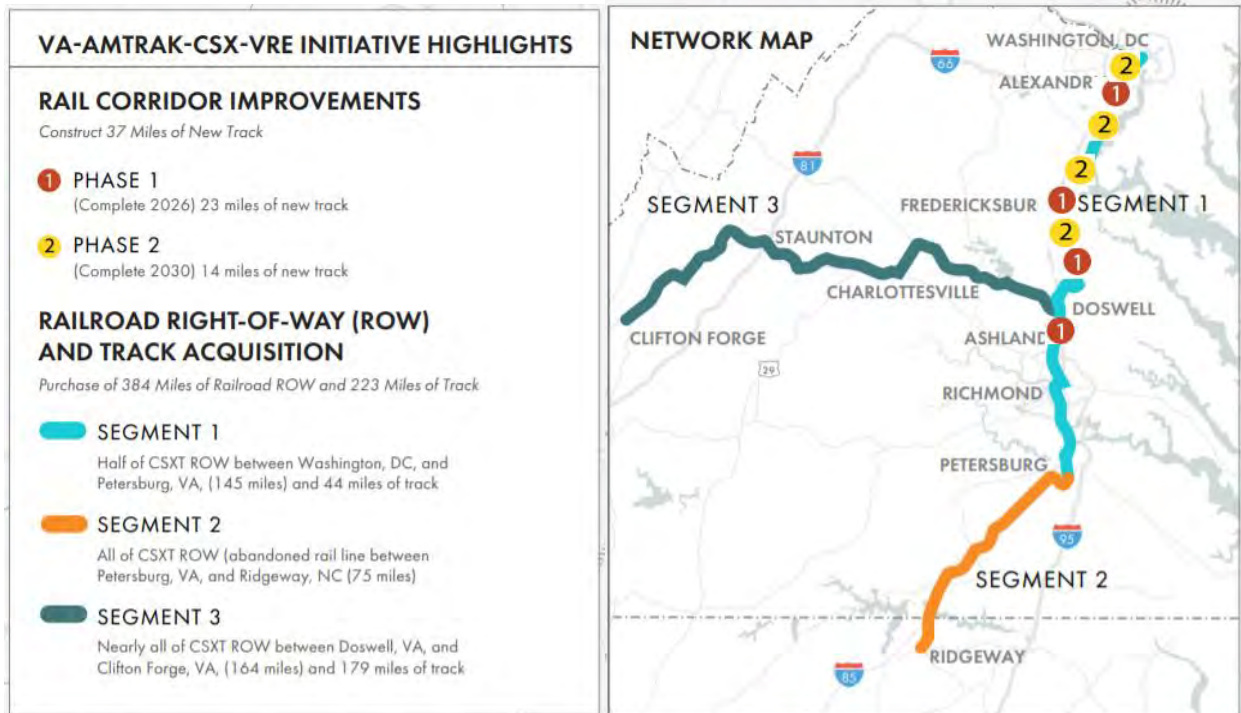 VA-AMTRAK-CSX-VRE INITIATIVE HIGHLIGHTS
RAIL CORRIDOR IMPROVEMENTS
Construct 37 Miles of New Track
1 PHASE 1
(Complete 2026) 23 miles of new track
2 PHASE 2
(Complete 2030) 14 miles of new track
RAILROAD RIGHT-OF-WAY (ROW)
AND TRACK ACQUISITION
Purchase of 384 Miles of Railroad ROW and 223 Miles of Track
SEGMENT 1
Half of CSXT ROW between Washington, DC, and
Petersburg, VA, (145 miles) and 44 miles of track
SEGMENT 2
All of CSXT ROW (abandoned rail line between
Petersburg, VA, and Ridgeway, NC (75 miles)
SEGMENT 3
Nearly all of CSXT ROW between Doswell, VA, and
Clifton Forge, VA, (164 miles) and 179 miles of track
NETWORK MAP
WASHINGTON, DC
66
2
ALEXANDR
1
2
81
2
SEGMENT 3
FREDERICKSBUR
1
SEGMENT 1
STAUNTON
2
1
CHARLOTTESVILLE
DOSWELL
CLIFTON FORGE
ASHLAND
1
29
RICHMOND
PETERSBURG
95
SEGMENT 2
RIDGEWAY
85